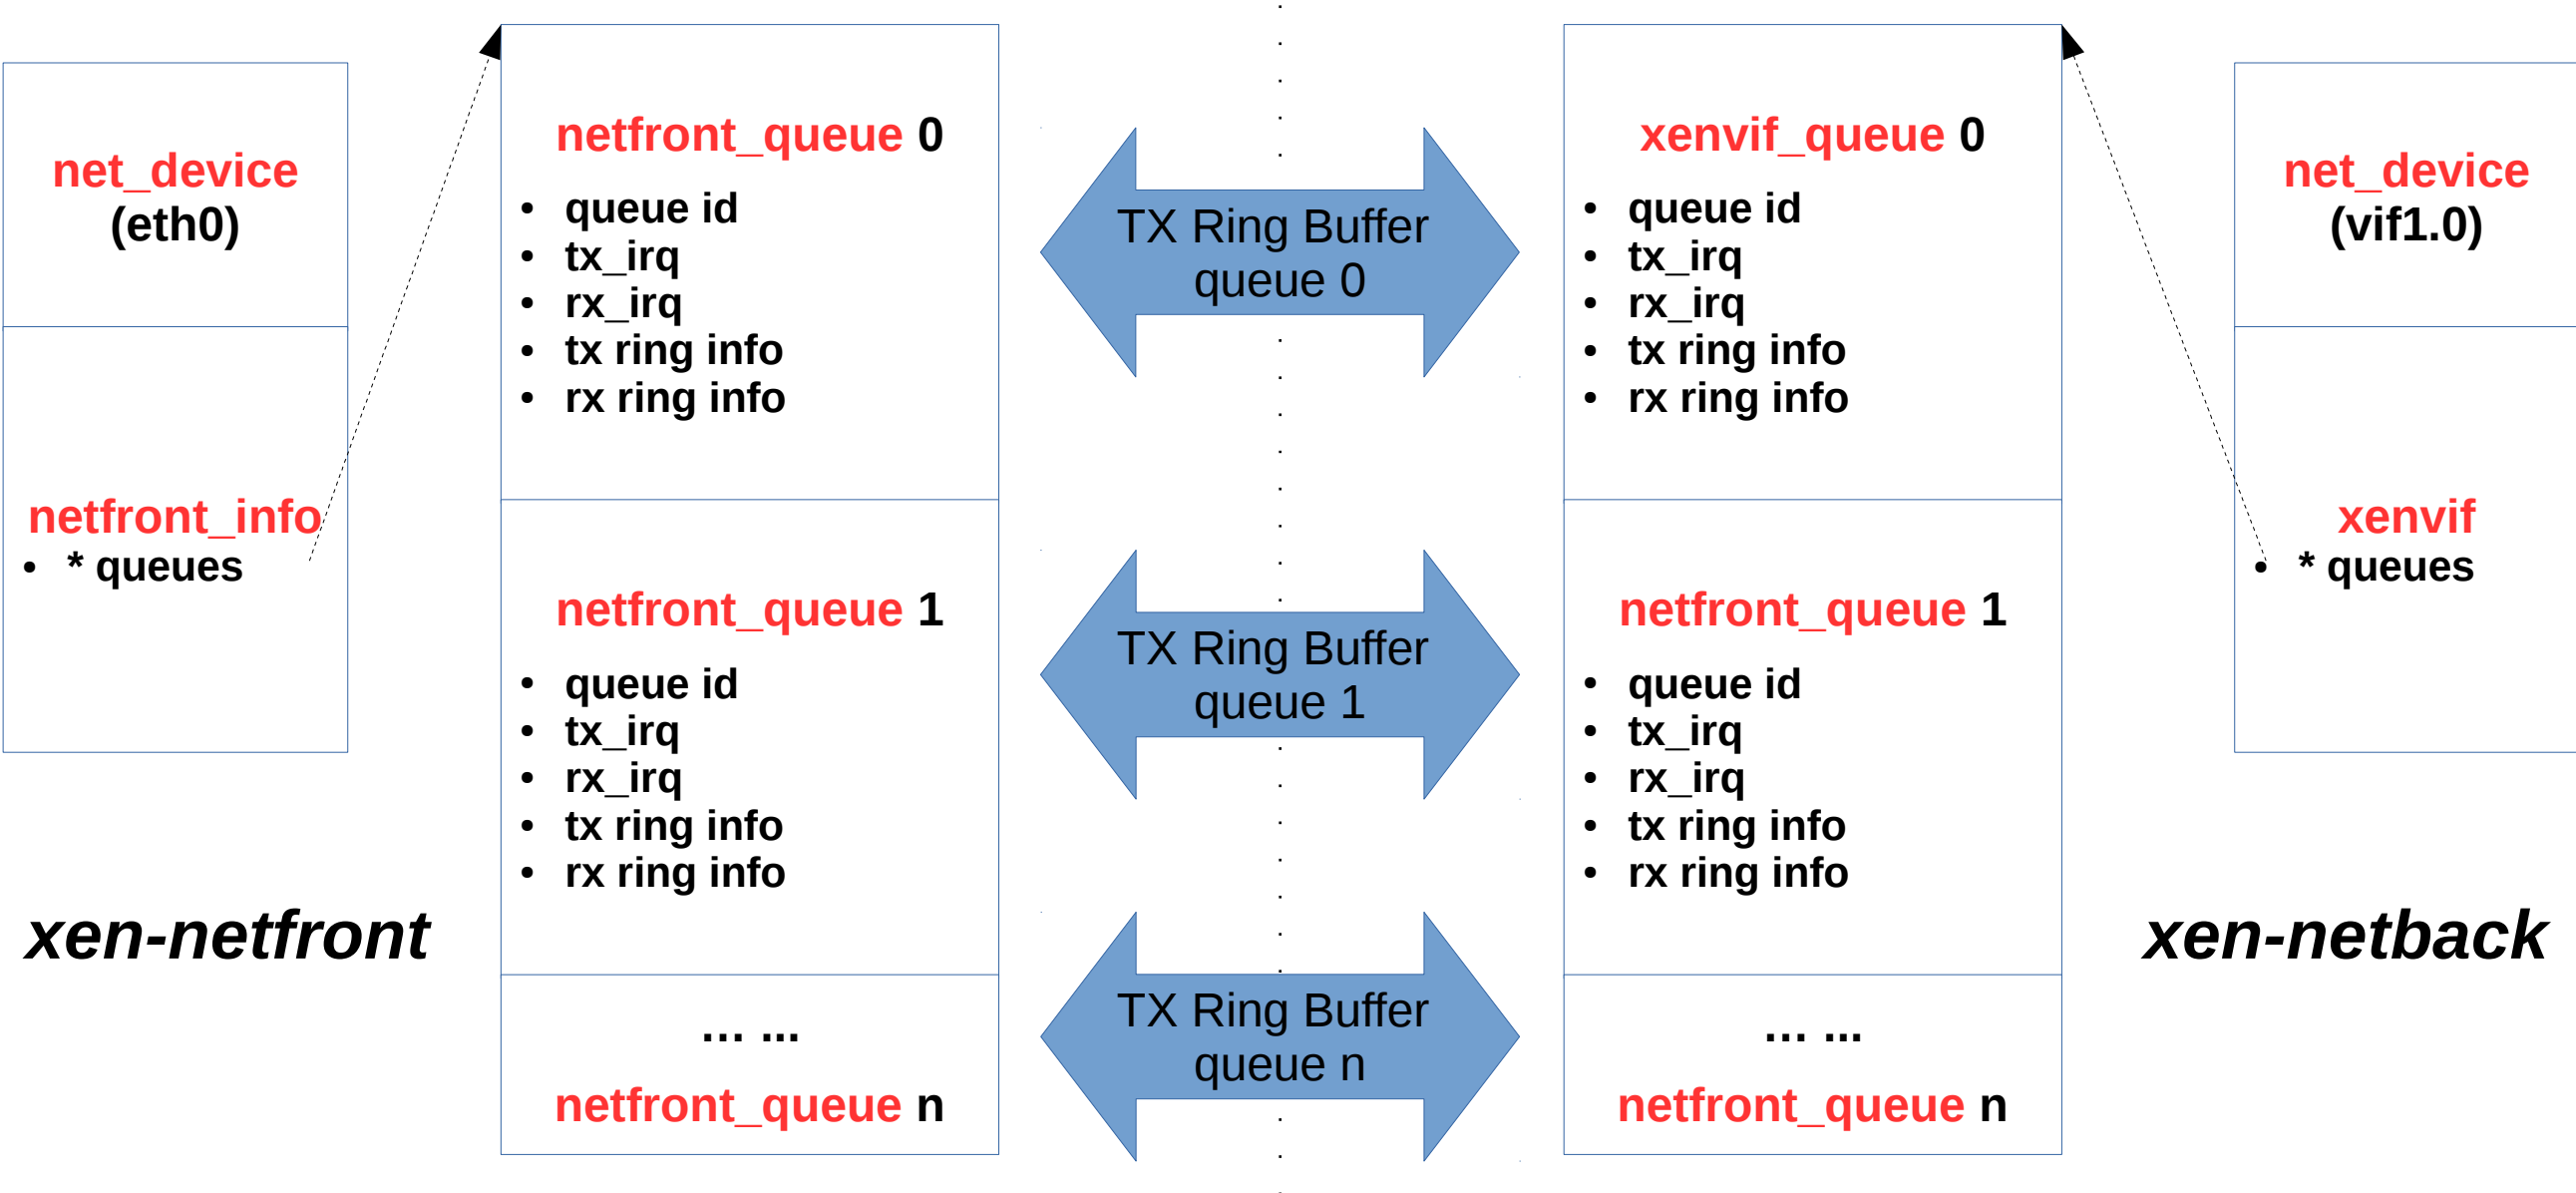 net_device
(eth0)
netfront_info
• * queues
xen-netfront
netfront_queue 0
• queue id
• tx_irq
• rx_irq
• tx ring info
• rx ring info
netfront_queue 1
• queue id
• tx_irq
• rx_irq
• tx ring info
• rx ring info
... ...
netfront_queue n
TX Ring Buffer
queue 0
TX Ring Buffer
queue 1
TX Ring Buffer
queue n
xenvif_queue 0
• queue id
• tx_irq
• rx_irq
• tx ring info
• rx ring info
netfront_queue 1
• queue id
• tx_irq
• rx_irq
• tx ring info
• rx ring info
... ...
netfront_queue n
net_device
(vif1.0)
xenvif
• * queues
xen-netback